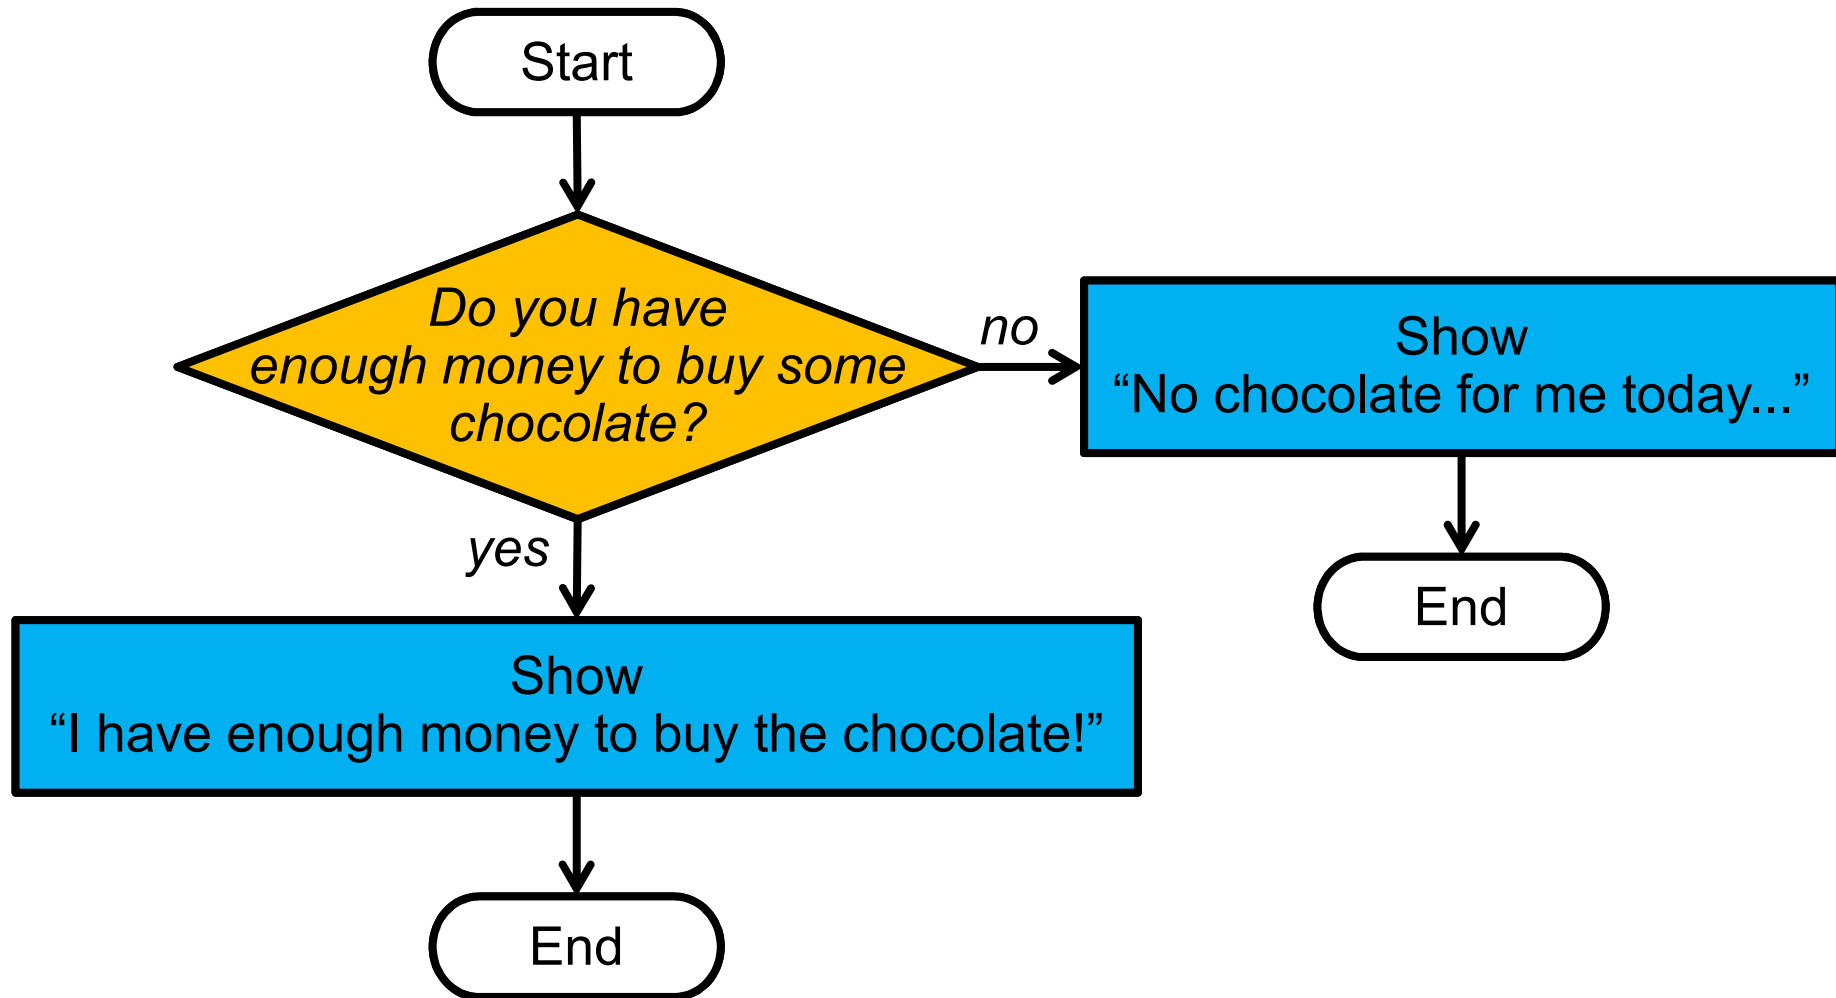 Start
Do you have
enough money to buy some
chocolate?
no
Show
“No chocolate for me today...”
End
yes
Show
“I have enough money to buy the chocolate!”
End